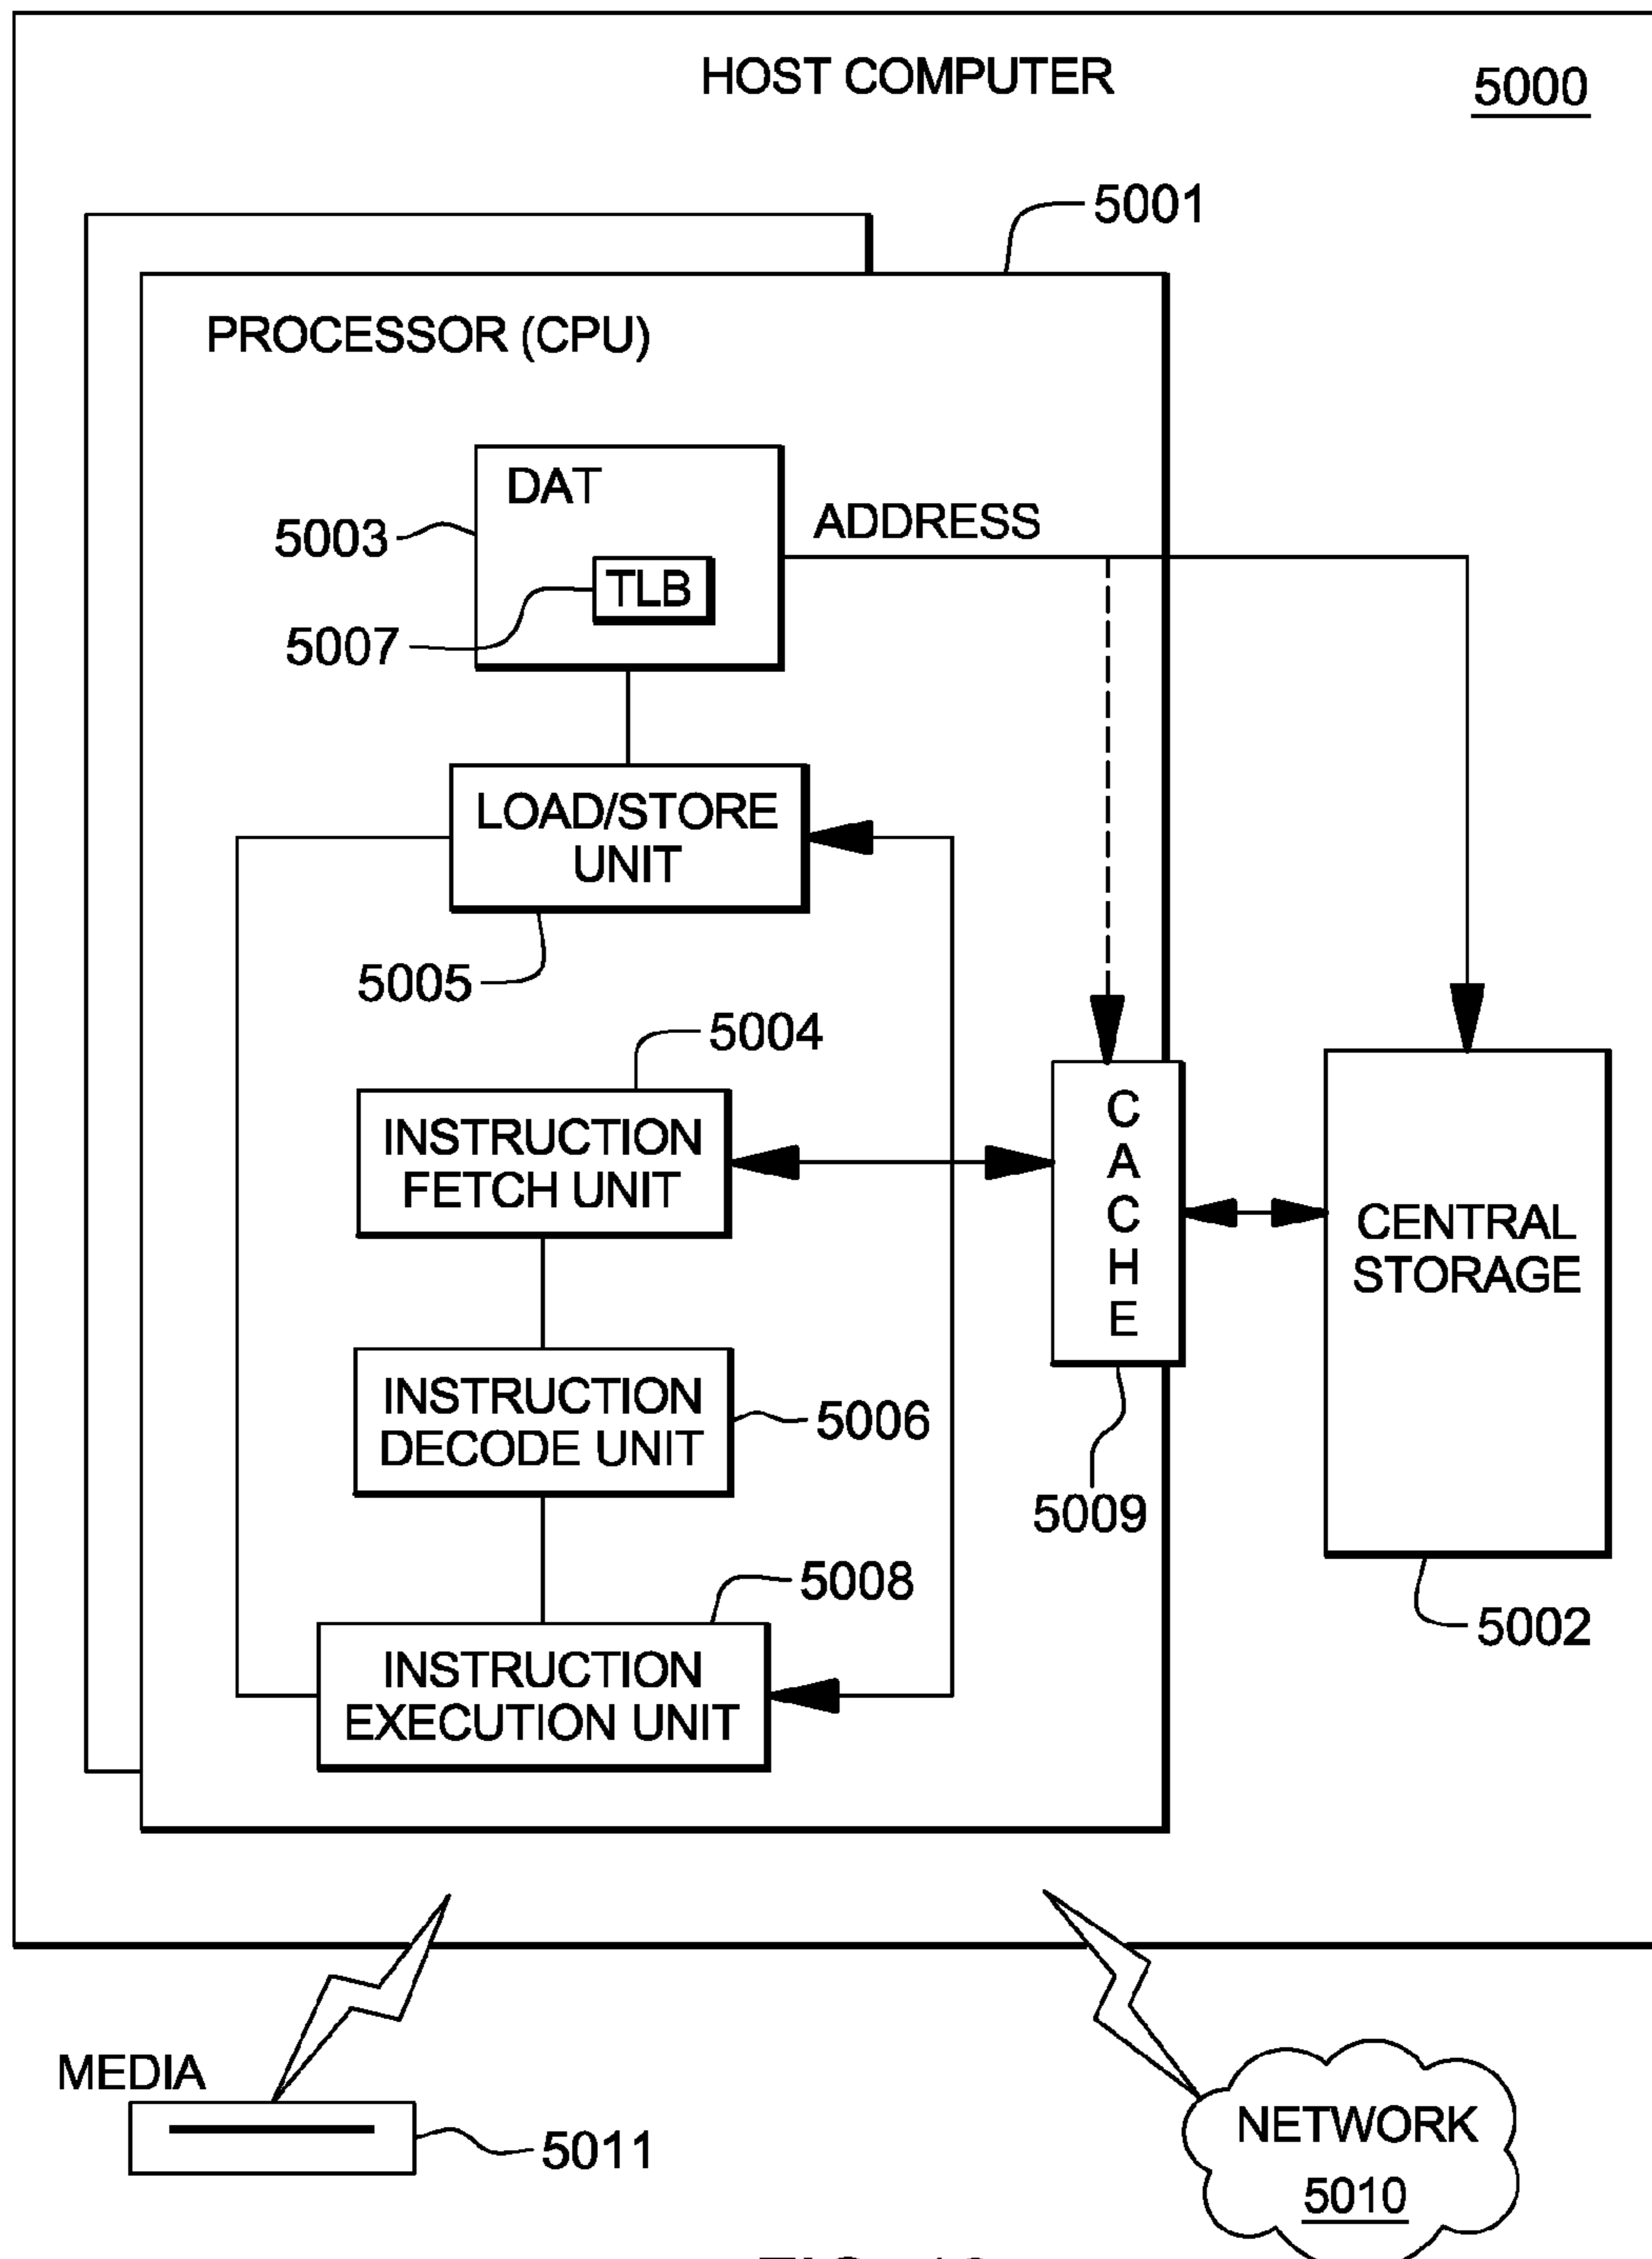 HOST COMPUTER
5000
5001
PROCESSOR (CPU)
DAT
ADDRESS
5003
TLB
5007
LOAD/STORE
UNIT
5005
5004
INSTRUCTION
FETCH UNIT
CACHE
CENTRAL
STORAGE
INSTRUCTION
DECODE UNIT
5006
5009
5008
5002
INSTRUCTION
EXECUTION UNIT
MEDIA
5011
NETWORK
5010